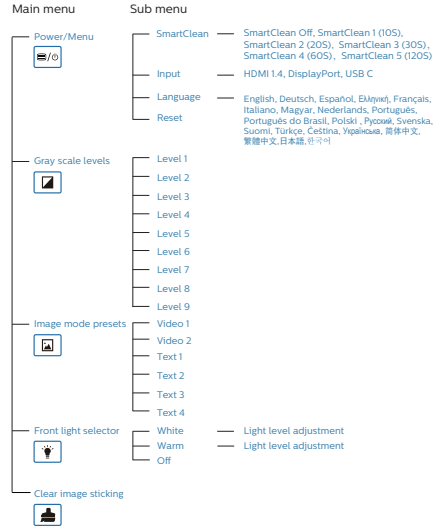 Main menu
Sub menu
Power/Menu
SmartClean
SmartClean Off, SmartClean 1 (10S),
SmartClean 2 (20S), SmartClean 3 (30S),
SmartClean 4 (60S), SmartClean 5 (120S)
Input
HDMI 1.4, DisplayPort, USB C
Language
English, Deutsch, Español, Ελληνική, Français,
Italiano, Magyar, Nederlands, Português,
Português do Brasil, Polski , Русский, Svenska,
Suomi, Türkçe, Čeština, Українська, 简体中文,
繁體中文,日本語,한국어
Reset
Gray scale levels
Level 1
Level 2
Level 3
Level 4
Level 5
Level 6
Level 7
Level 8
Level 9
Image mode presets
Video 1
Video 2
Text 1
Text 2
Text 3
Text 4
Front light selector
White
Light level adjustment
Warm
Light level adjustment
Off
Clear image sticking